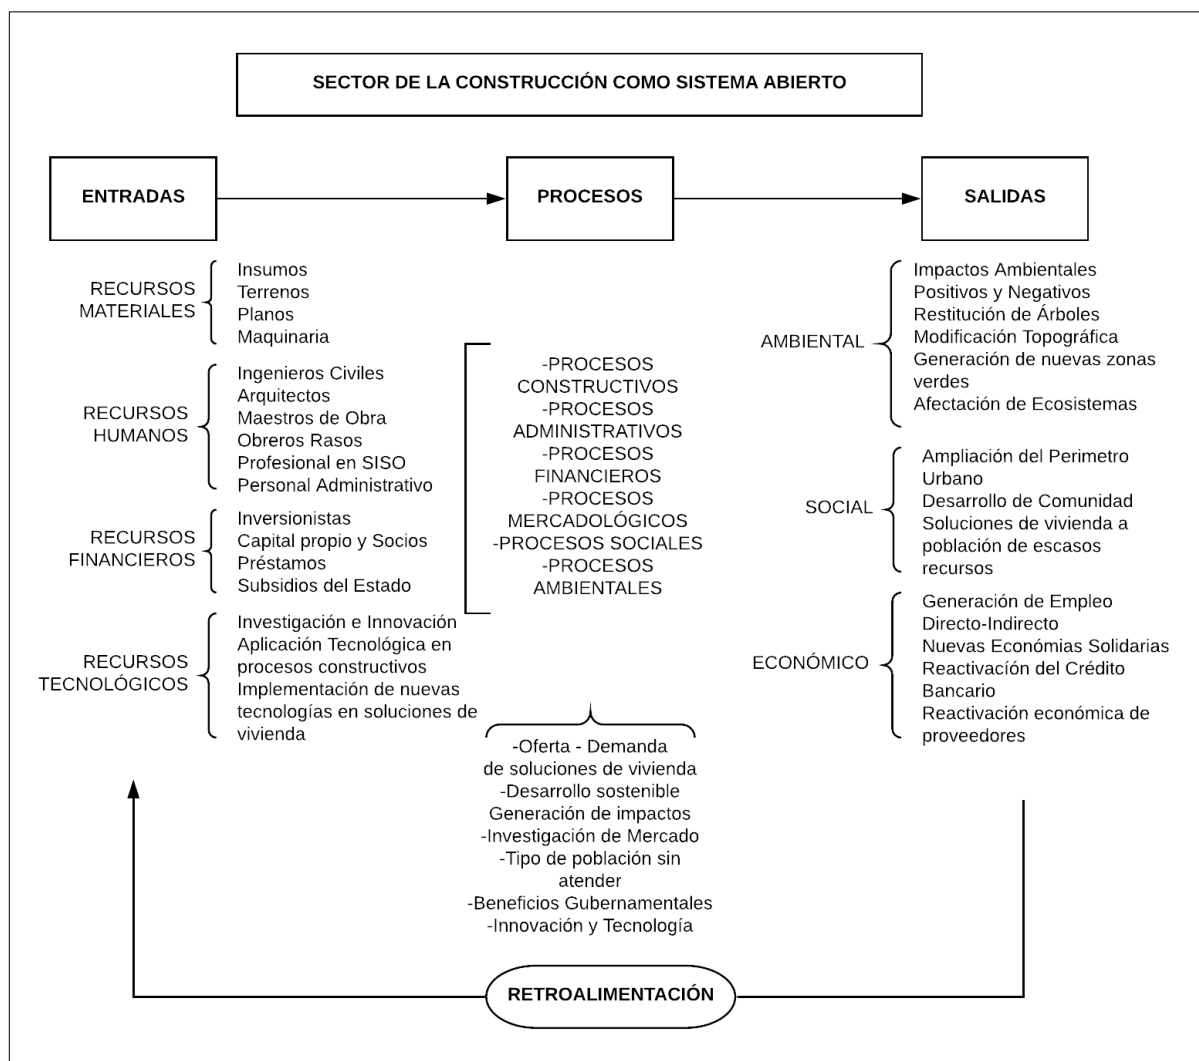 SECTOR DE LA CONSTRUCCIÓN COMO SISTEMA ABIERTO
ENTRADAS
PROCESOS
SALIDAS
RECURSOS
MATERIALES
Insumos
Terrenos
Planos
Maquinaria
RECURSOS
HUMANOS
Ingenieros Civiles
Arquitectos
Maestros de Obra
Obreros Rasos
Profesional en SISO
Personal Administrativo
RECURSOS
FINANCIEROS
Inversionistas
Capital propio y Socios
Préstamos
Subsidios del Estado
RECURSOS
TECNOLÓGICOS
Investigación e Innovación
Aplicación Tecnológica en
procesos constructivos
Implementación de nuevas
tecnologías en soluciones de
vivienda
-PROCESOS
CONSTRUCTIVOS
-PROCESOS
ADMINISTRATIVOS
-PROCESOS
FINANCIEROS
-PROCESOS
MERCADOLÓGICOS
-PROCESOS SOCIALES
-PROCESOS
AMBIENTALES
-Oferta - Demanda
de soluciones de vivienda
-Desarrollo sostenible
Generación de impactos
-Investigación de Mercado
-Tipo de población sin
atender
-Beneficios Gubernamentales
-Innovación y Tecnología
AMBIENTAL
Impactos Ambientales
Positivos y Negativos
Restitución de Árboles
Modificación Topográfica
Generación de nuevas zonas
verdes
Afectación de Ecosistemas
SOCIAL
Ampliación del Perimetro
Urbano
Desarrollo de Comunidad
Soluciones de vivienda a
población de escasos
recursos
ECONÓMICO
Generación de Empleo
Directo-Indirecto
Nuevas Económias Solidarias
Reactivacíón del Crédito
Bancario
Reactivación económica de
proveedores
RETROALIMENTACIÓN